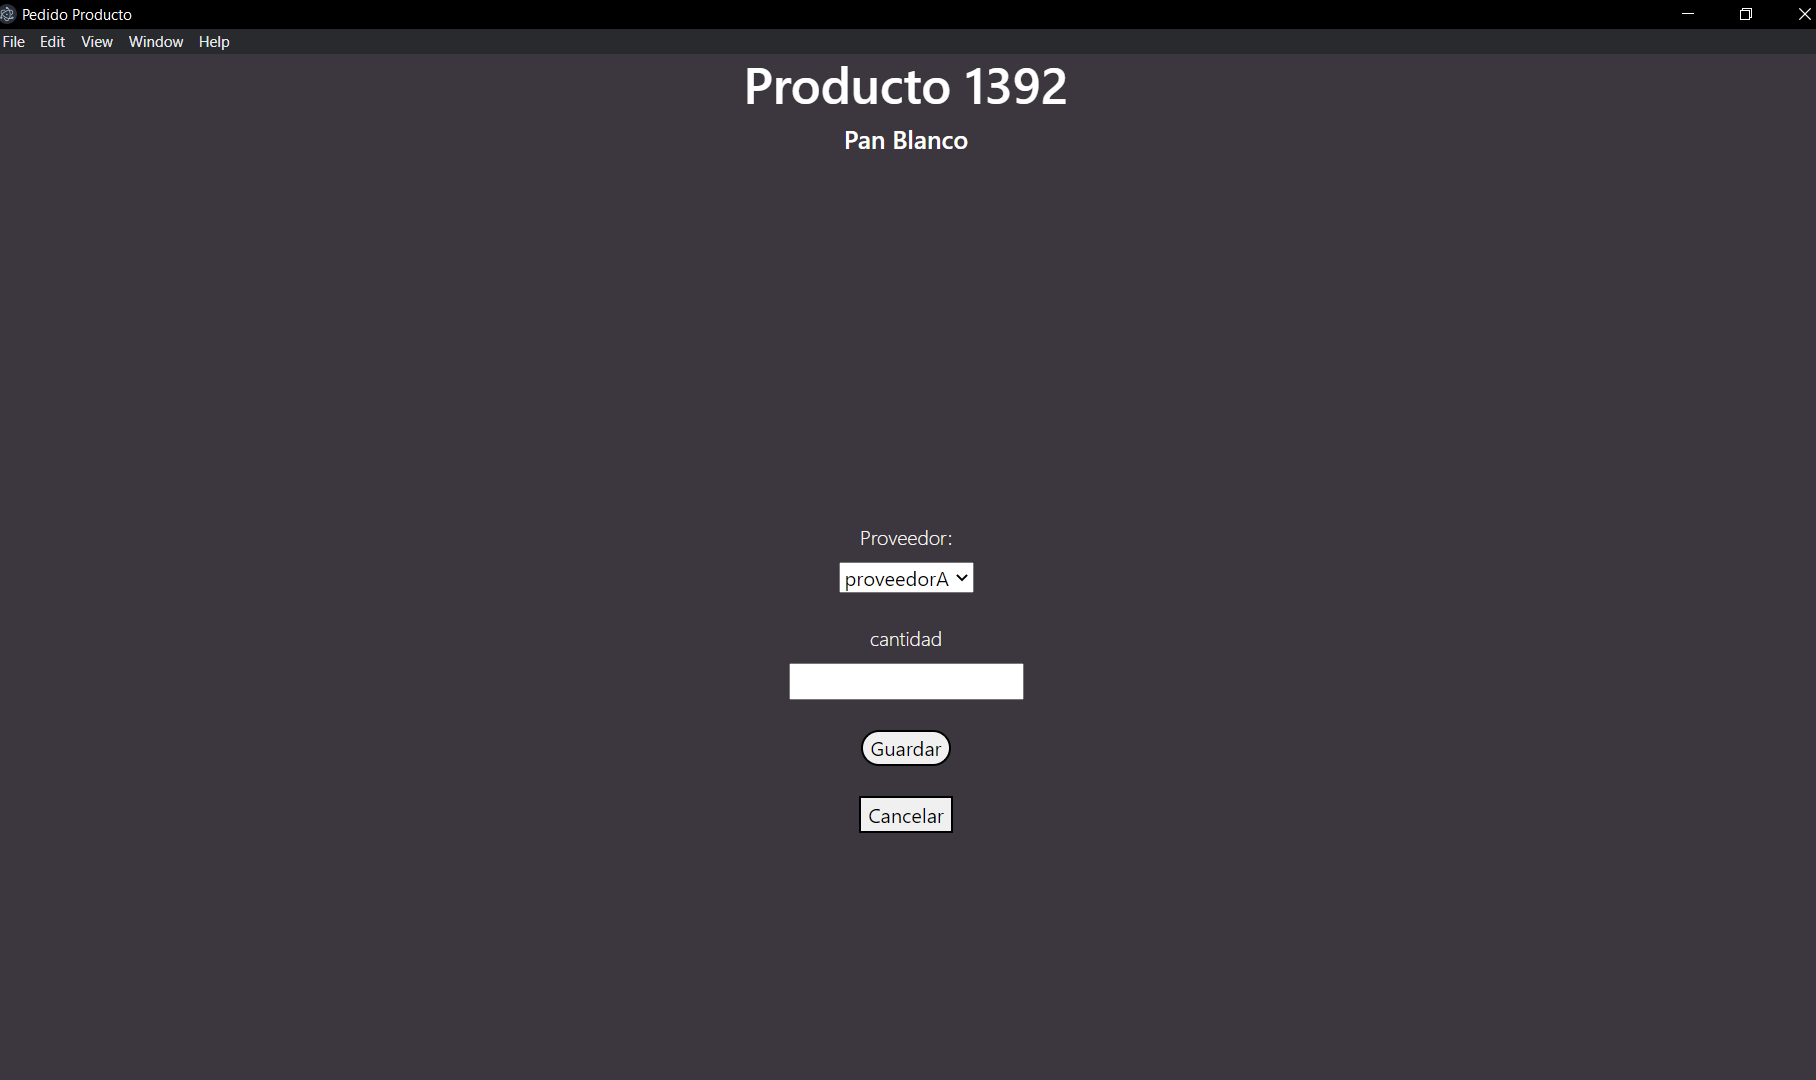 Pedido Producto
File Edit View Window Help
Producto 1392
Pan Blanco
Proveedor:
proveedorA
cantidad
Guardar
Cancelar